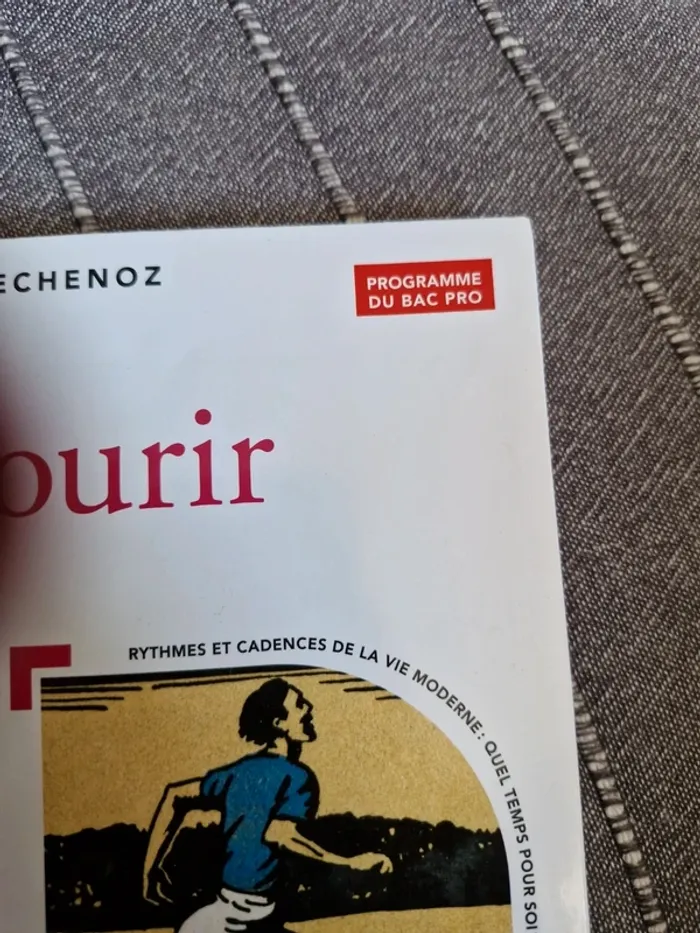 ECHENOZ
PROGRAMME
DU BAC PRO
ourir
RYTHMES ET CADENCES DE LA VIE MODERNE : QUEL TEMPS POUR SOI